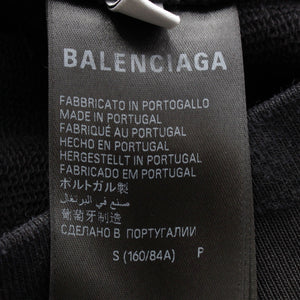 BALENCIAGA
FABBRICATO IN PORTOGALLO
MADE IN PORTUGAL
FABRIQUÉ AU PORTUGAL
HECHO EN PORTUGAL
HERGESTELLT IN PORTUGAL
FABRICADO EM PORTUGAL
ポルトガル製
صنع في البرتغال
葡萄牙制造
СДЕЛАНО В ПОРТУГАЛИИ
S (160/84A) P